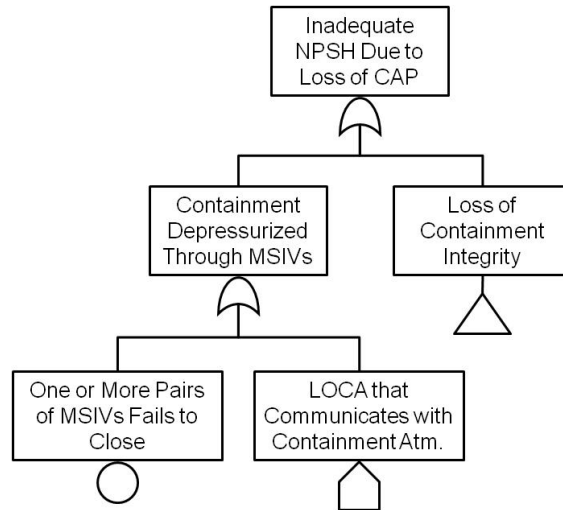 Inadequate
NPSH Due to
Loss of CAP
Containment
Depressurized
Through MSIVs
Loss of
Containment
Integrity
One or More Pairs
of MSIVs Fails to
Close
LOCA that
Communicates with
Containment Atm.